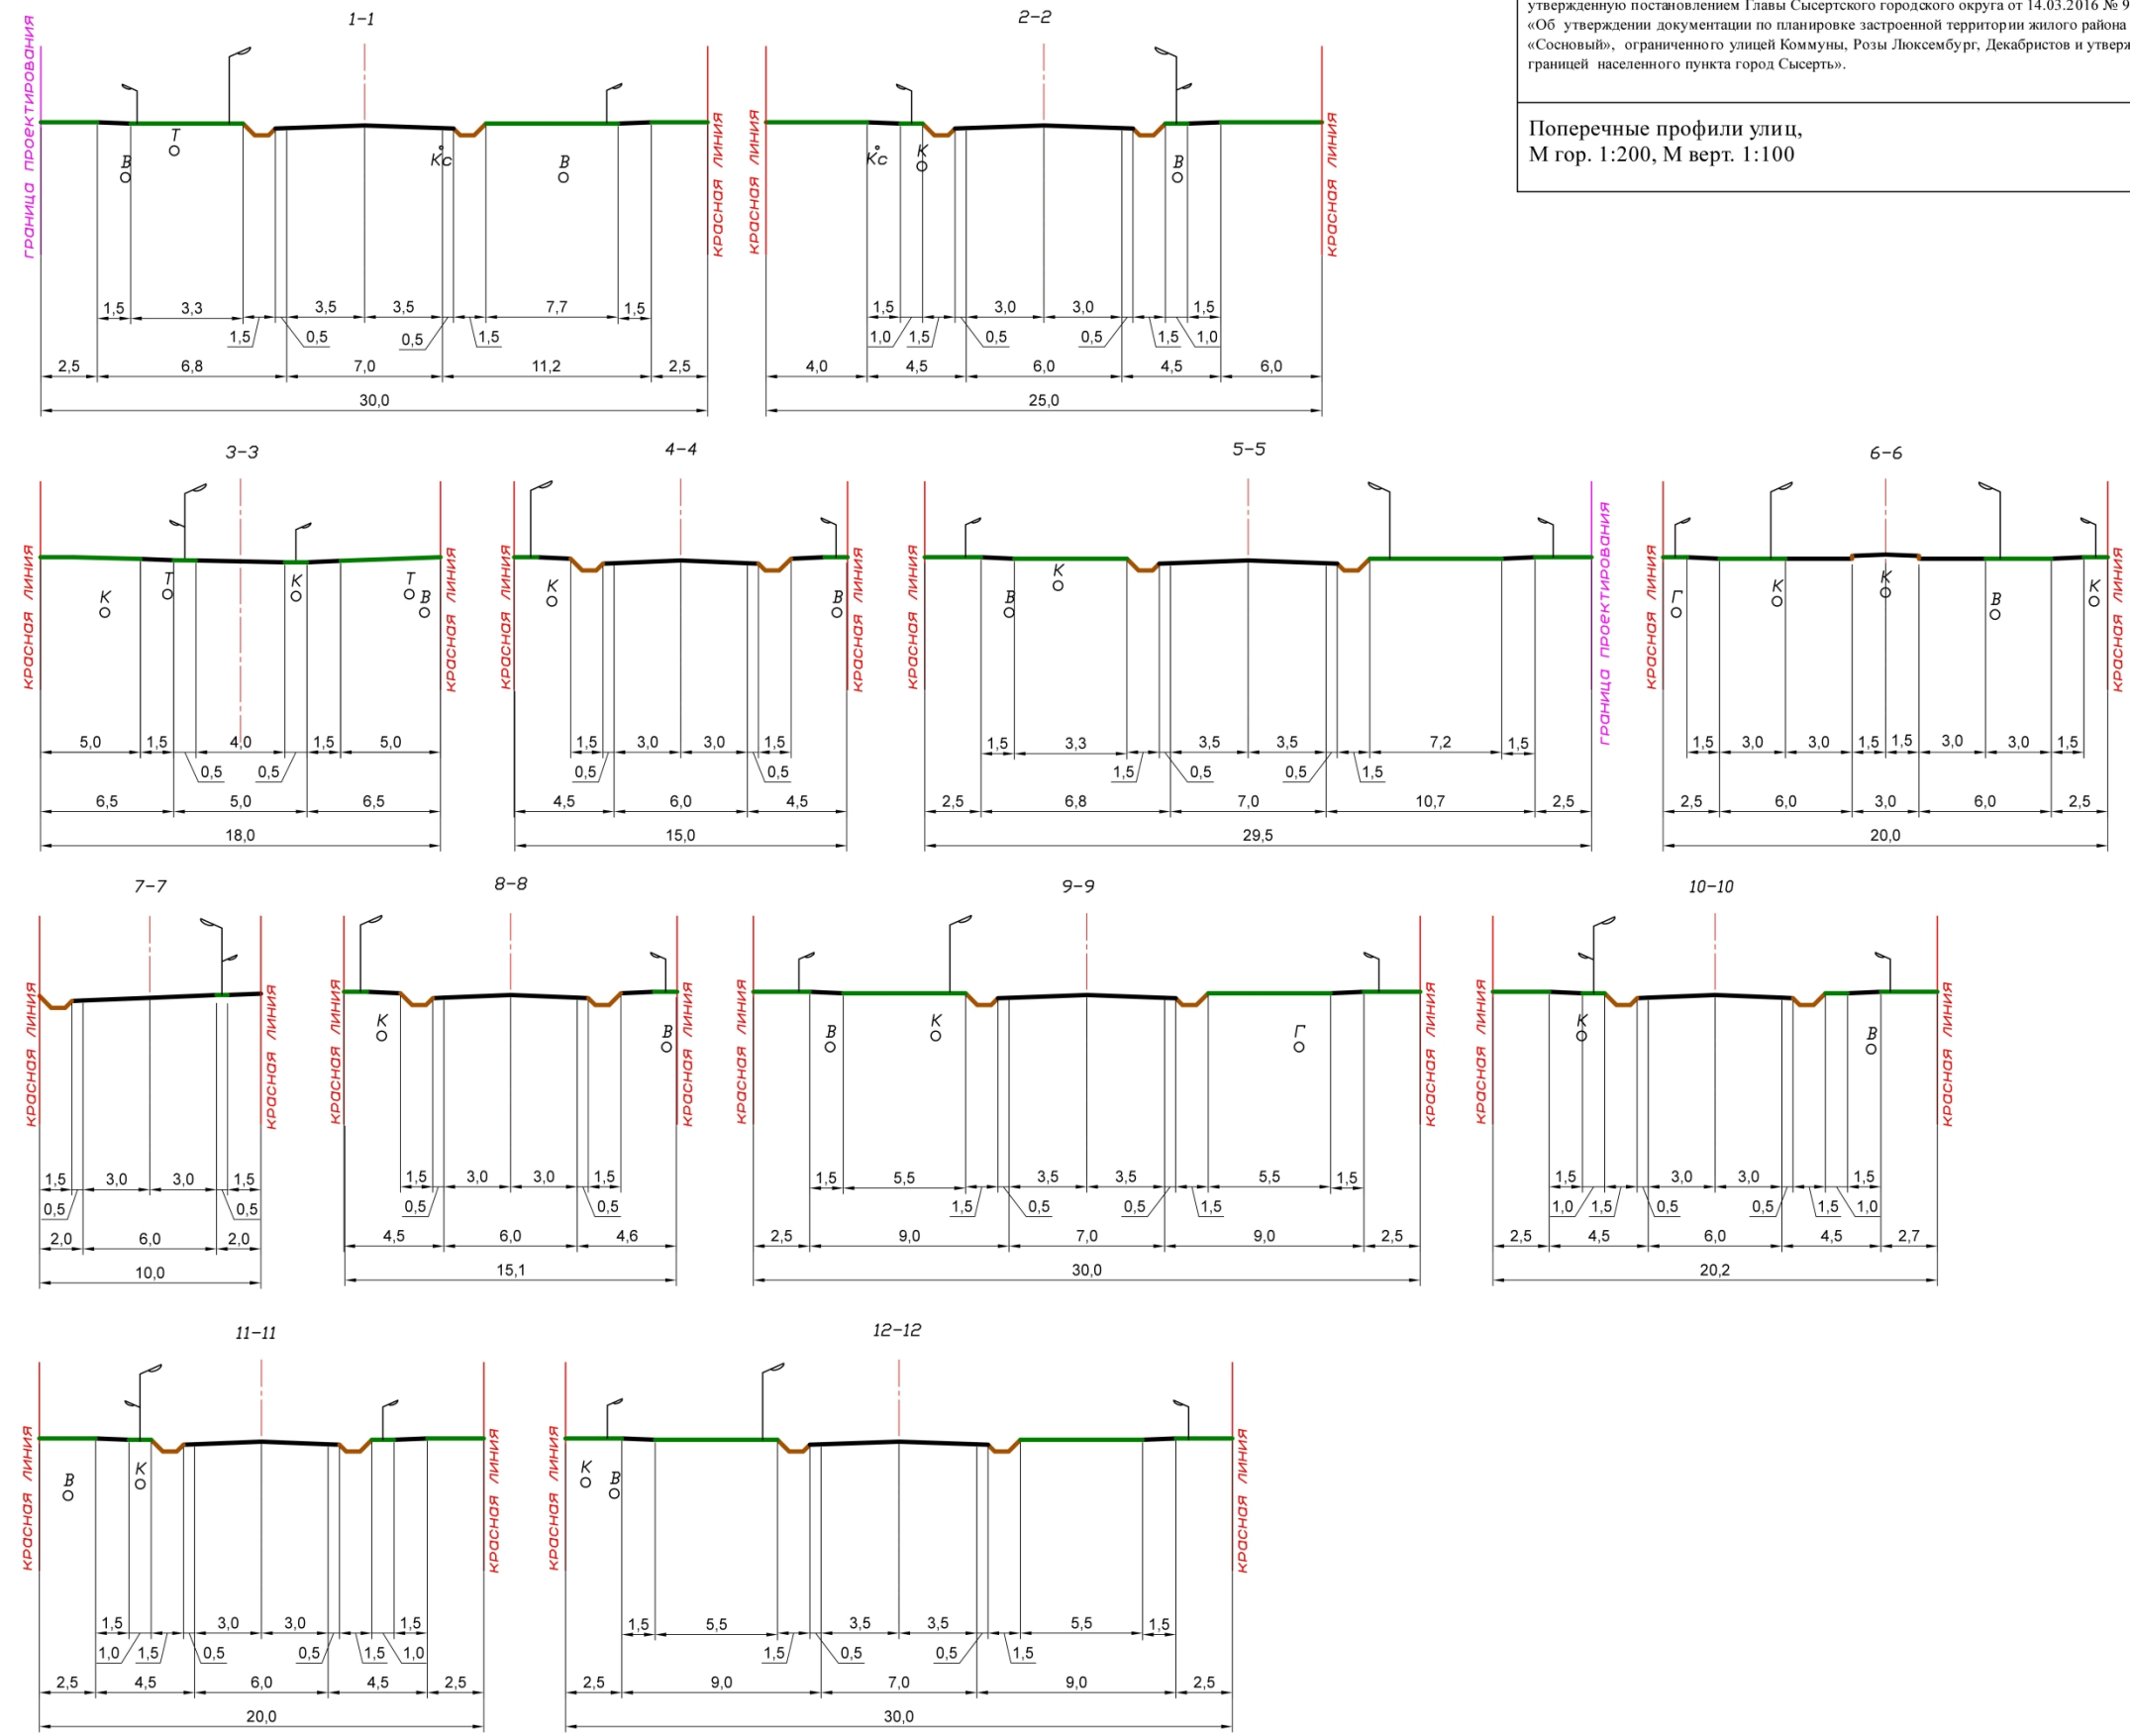 утвержденную постановлением Главы Сысертского городского округа от 14.03.2016 № 9
«Об утверждении документации по планировке застроенной территории жилого района
«Сосновый», ограниченного улицей Коммуны, Розы Люксембург, Декабристов и утверж
границей населенного пункта город Сысерть».
Поперечные профили улиц,
М гор. 1:200, М верт. 1:100
1-1
граница проектирования
красная линия
В Т Кс В
1,5 3,3 3,5 3,5 7,7 1,5
1,5 0,5 0,5 1,5
2,5 6,8 7,0 11,2 2,5
30,0
2-2
красная линия
красная линия
Кс К В
1,5 3,0 3,0 1,5
1,0 1,5 0,5 0,5 1,5 1,0
4,0 4,5 6,0 4,5 6,0
25,0
3-3
красная линия
красная линия
К Т К Т В
5,0 1,5 4,0 1,5 5,0
0,5 0,5
6,5 5,0 6,5
18,0
4-4
красная линия
красная линия
К В
1,5 3,0 3,0 1,5
0,5 0,5
4,5 6,0 4,5
15,0
5-5
красная линия
граница проектирования
В К
1,5 3,3 3,5 3,5 7,2 1,5
1,5 0,5 0,5 1,5
2,5 6,8 7,0 10,7 2,5
29,5
6-6
красная линия
красная линия
Г К К В К
1,5 3,0 3,0 1,5 1,5 3,0 3,0 1,5
2,5 6,0 3,0 6,0 2,5
20,0
7-7
красная линия
красная линия
1,5 3,0 3,0 1,5
0,5 0,5
2,0 6,0 2,0
10,0
8-8
красная линия
красная линия
К В
1,5 3,0 3,0 1,5
0,5 0,5
4,5 6,0 4,6
15,1
9-9
красная линия
красная линия
В К Г
1,5 5,5 3,5 3,5 5,5 1,5
1,5 0,5 0,5 1,5
2,5 9,0 7,0 9,0 2,5
30,0
10-10
красная линия
красная линия
К В
1,5 3,0 3,0 1,5
1,0 1,5 0,5 0,5 1,5 1,0
2,5 4,5 6,0 4,5 2,7
20,2
11-11
красная линия
красная линия
В К
1,5 3,0 3,0 1,5
1,0 1,5 0,5 0,5 1,5 1,0
2,5 4,5 6,0 4,5 2,5
20,0
12-12
красная линия
красная линия
К В
1,5 5,5 3,5 3,5 5,5 1,5
1,5 0,5 0,5 1,5
2,5 9,0 7,0 9,0 2,5
30,0